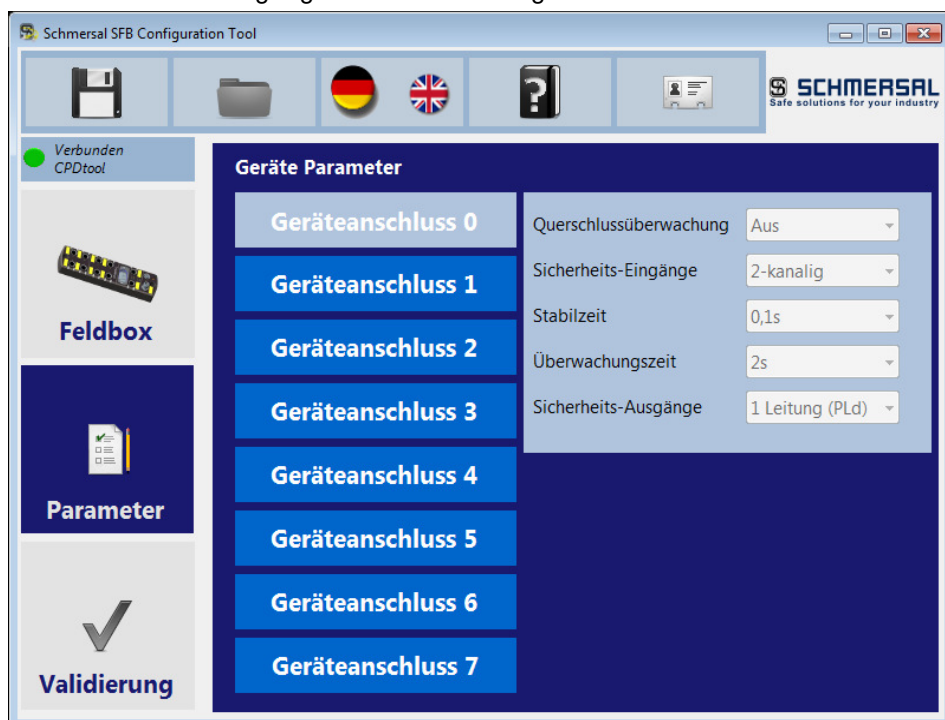 Schmersal SFB Configuration Tool
?
SCHMERSAL
Safe solutions for your industry
Verbunden
CPDtool
Geräte Parameter
Feldbox
Parameter
Validierung
Geräteanschluss 0
Geräteanschluss 1
Geräteanschluss 2
Geräteanschluss 3
Geräteanschluss 4
Geräteanschluss 5
Geräteanschluss 6
Geräteanschluss 7
Querschlussüberwachung Aus
Sicherheits-Eingänge 2-kanalig
Stabilzeit 0,1s
Überwachungszeit 2s
Sicherheits-Ausgänge 1 Leitung (PLd)